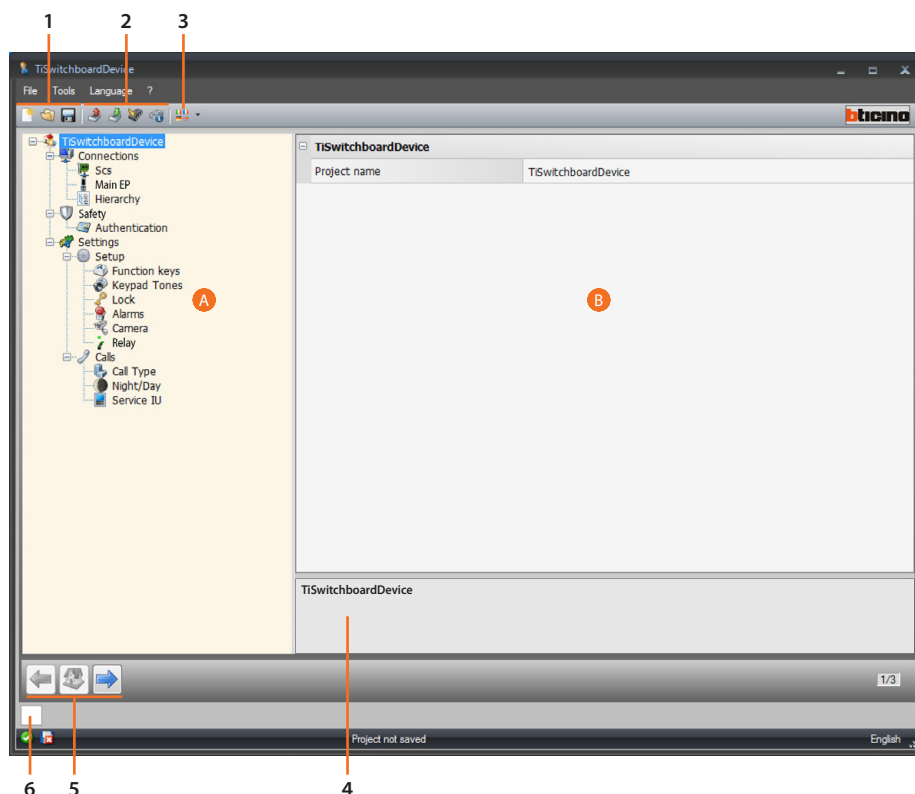 1 2 3
TiSwitchboardDevice
File Tools Language ?
bticino
TiSwitchboardDevice
Connections
Scs
Main EP
Hierarchy
Safety
Authentication
Settings
Setup
Function keys
Keypad Tones
Lock
Alarms
Camera
Relay
Calls
Call Type
Night/Day
Service IU
A
TiSwitchboardDevice
Project name TiSwitchboardDevice
B
TiSwitchboardDevice
1/3
Project not saved English
6 5 4